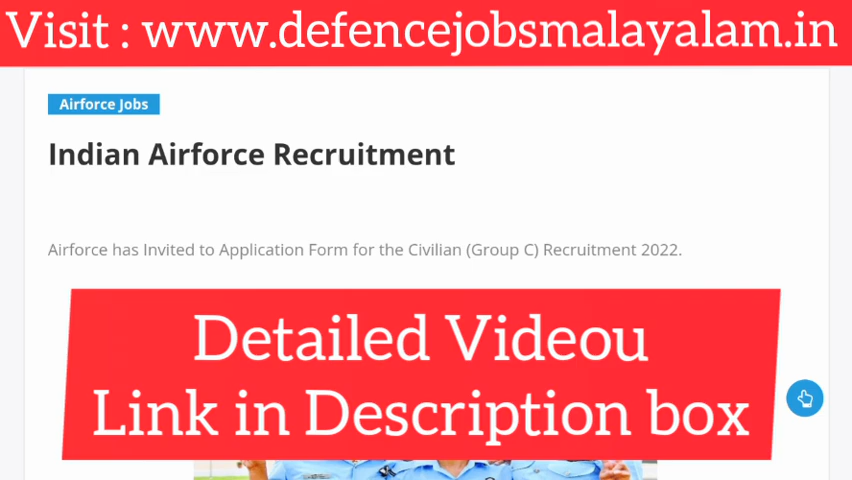 Visit : www.defencejobsmalayalam.in
Airforce Jobs
Indian Airforce Recruitment
Airforce has Invited to Application Form for the Civilian (Group C) Recruitment 2022.
Detailed Videou
Link in Description box